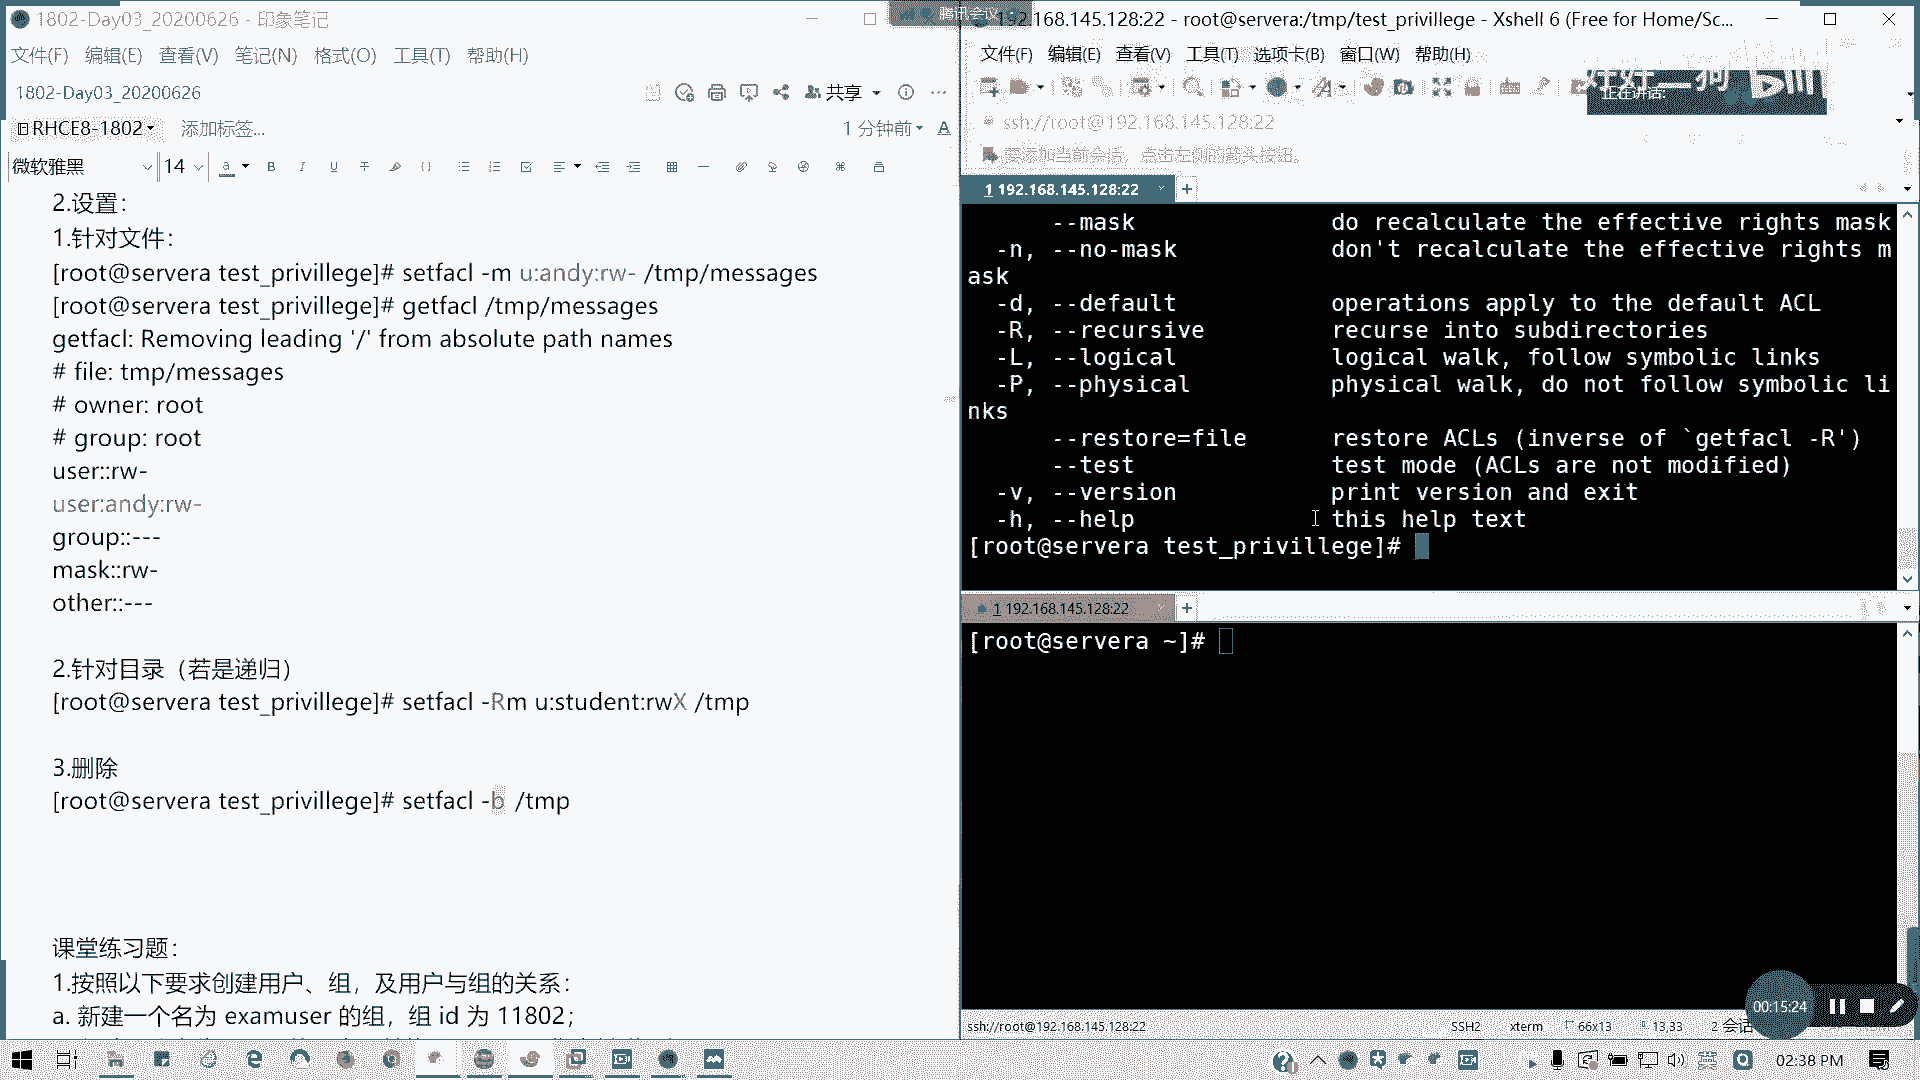 1802-Day03_20200626 - 印象笔记
文件(F) 编辑(E) 查看(V) 笔记(N) 格式(O) 工具(T) 帮助(H)
1802-Day03_20200626
共享
RHCE8-1802
添加标签...
1 分钟前
微软雅黑 14
2.设置：
1.针对文件：
[root@servera test_privillege]# setfacl -m u:andy:rw- /tmp/messages
[root@servera test_privillege]# getfacl /tmp/messages
getfacl: Removing leading '/' from absolute path names
# file: tmp/messages
# owner: root
# group: root
user::rw-
user:andy:rw-
group::---
mask::rw-
other::---
2.针对目录（若是递归）
[root@servera test_privillege]# setfacl -Rm u:student:rwX /tmp
3.删除
[root@servera test_privillege]# setfacl -b /tmp
课堂练习题：
1.按照以下要求创建用户、组，及用户与组的关系：
a. 新建一个名为 examuser 的组，组 id 为 11802；
腾讯会议
192.168.145.128:22 - root@servera:/tmp/test_privillege - Xshell 6 (Free for Home/Sc...
文件(F) 编辑(E) 查看(V) 工具(T) 选项卡(B) 窗口(W) 帮助(H)
正在讲话:
ssh://root@192.168.145.128:22
要添加当前会话，点击左侧的箭头按钮。
1 192.168.145.128:22
--mask do recalculate the effective rights mask
-n, --no-mask don't recalculate the effective rights m
ask
-d, --default operations apply to the default ACL
-R, --recursive recurse into subdirectories
-L, --logical logical walk, follow symbolic links
-P, --physical physical walk, do not follow symbolic li
nks
--restore=file restore ACLs (inverse of `getfacl -R')
--test test mode (ACLs are not modified)
-v, --version print version and exit
-h, --help this help text
[root@servera test_privillege]#
1 192.168.145.128:22
[root@servera ~]#
00:15:24
ssh://root@192.168.145.128:22 SSH2 xterm 66x13 13,33 2 会话
英
02:38 PM